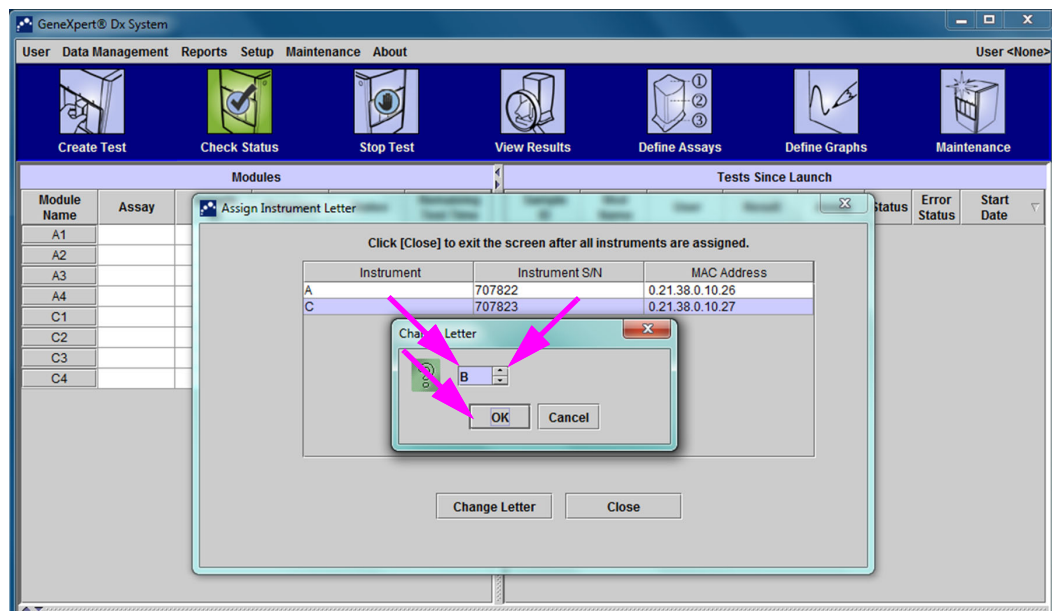 GeneXpert® Dx System
User Data Management Reports Setup Maintenance About User <None>
Create Test Check Status Stop Test View Results Define Assays Define Graphs Maintenance
Modules Tests Since Launch
Module Name Assay Status Error Status Start Date
Assign Instrument Letter
Click [Close] to exit the screen after all instruments are assigned.
Instrument Instrument S/N MAC Address
A 707822 0.21.38.0.10.26
C 707823 0.21.38.0.10.27
Letter
B
OK Cancel
Change Letter Close
A1
A2
A3
A4
C1
C2
C3
C4